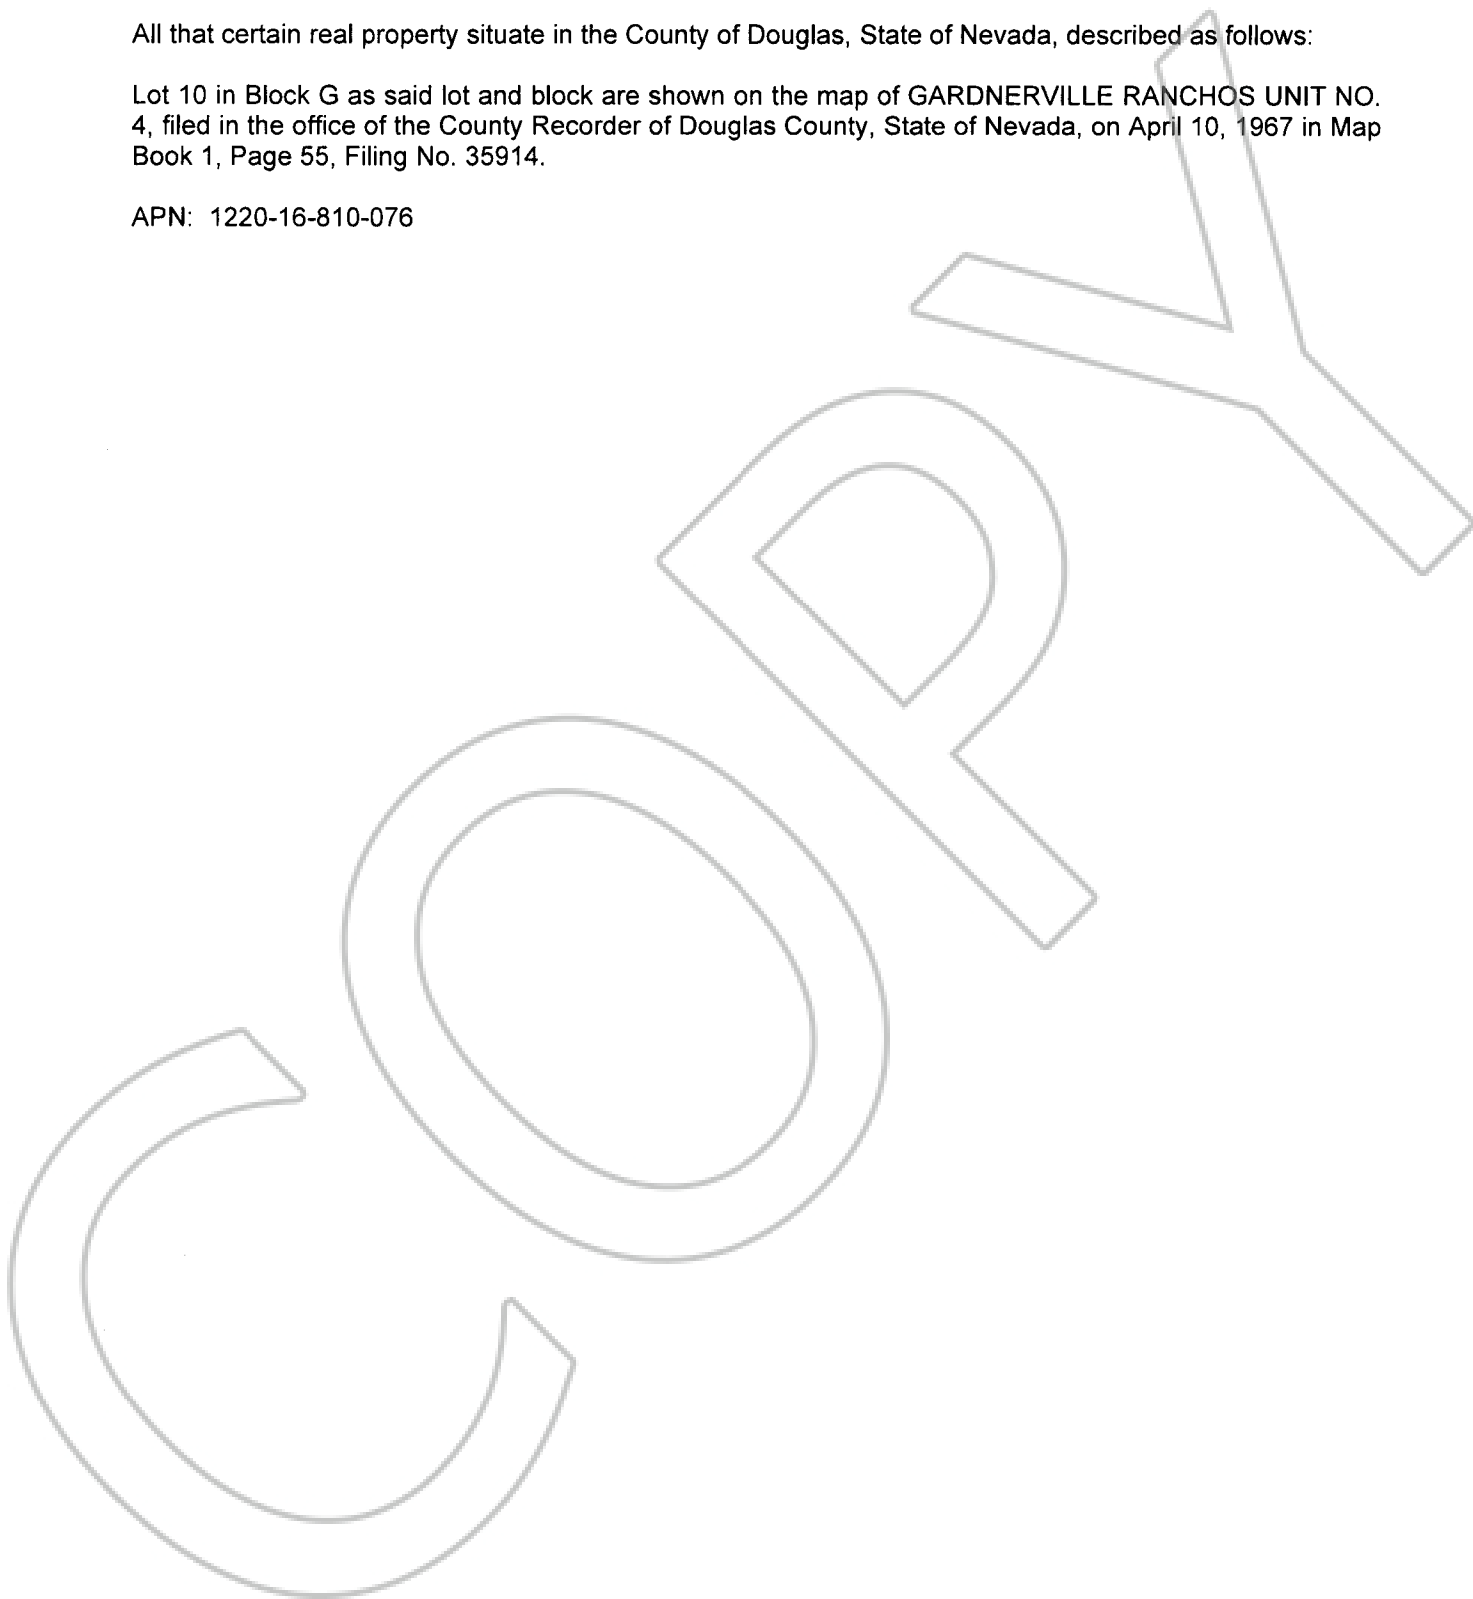 All that certain real property situate in the County of Douglas, State of Nevada, described as follows:
Lot 10 in Block G as said lot and block are shown on the map of GARDNERVILLE RANCHOS UNIT NO.
4, filed in the office of the County Recorder of Douglas County, State of Nevada, on April 10, 1967 in Map
Book 1, Page 55, Filing No. 35914.
APN: 1220-16-810-076
COPY